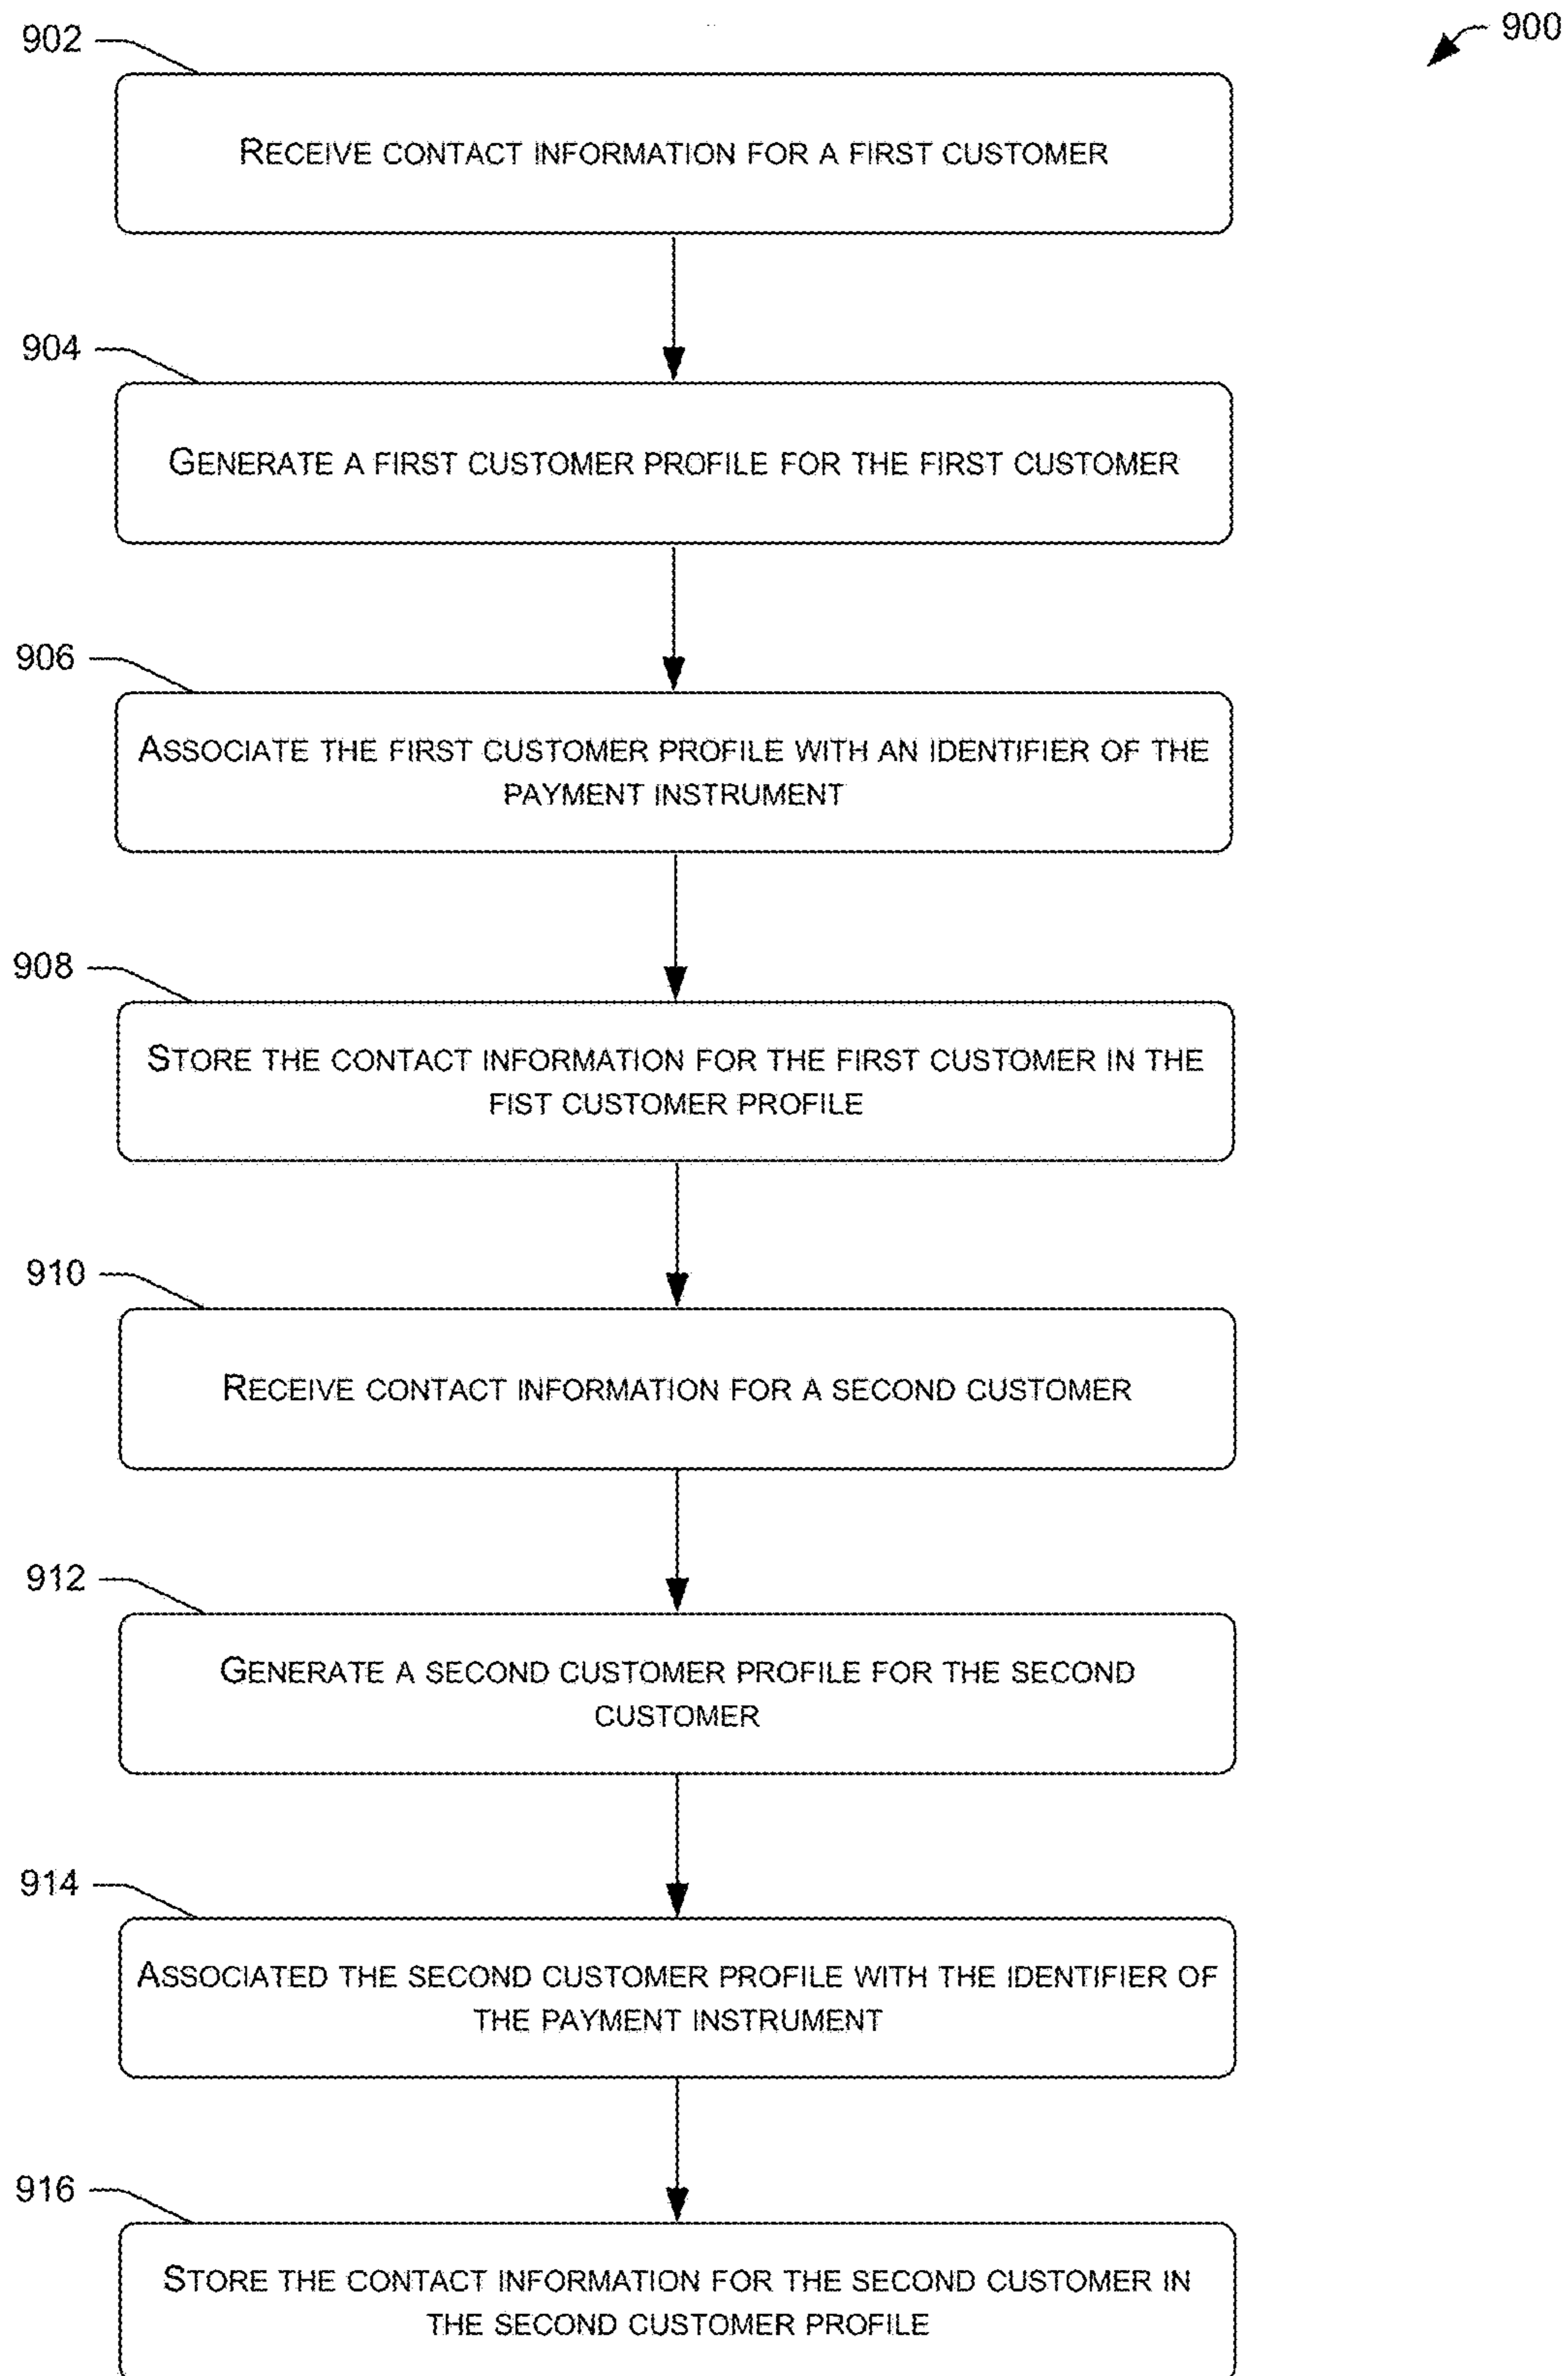 900
902
RECEIVE CONTACT INFORMATION FOR A FIRST CUSTOMER
904
GENERATE A FIRST CUSTOMER PROFILE FOR THE FIRST CUSTOMER
906
ASSOCIATE THE FIRST CUSTOMER PROFILE WITH AN IDENTIFIER OF THE
PAYMENT INSTRUMENT
908
STORE THE CONTACT INFORMATION FOR THE FIRST CUSTOMER IN THE
FIST CUSTOMER PROFILE
910
RECEIVE CONTACT INFORMATION FOR A SECOND CUSTOMER
912
GENERATE A SECOND CUSTOMER PROFILE FOR THE SECOND
CUSTOMER
914
ASSOCIATED THE SECOND CUSTOMER PROFILE WITH THE IDENTIFIER OF
THE PAYMENT INSTRUMENT
916
STORE THE CONTACT INFORMATION FOR THE SECOND CUSTOMER IN
THE SECOND CUSTOMER PROFILE